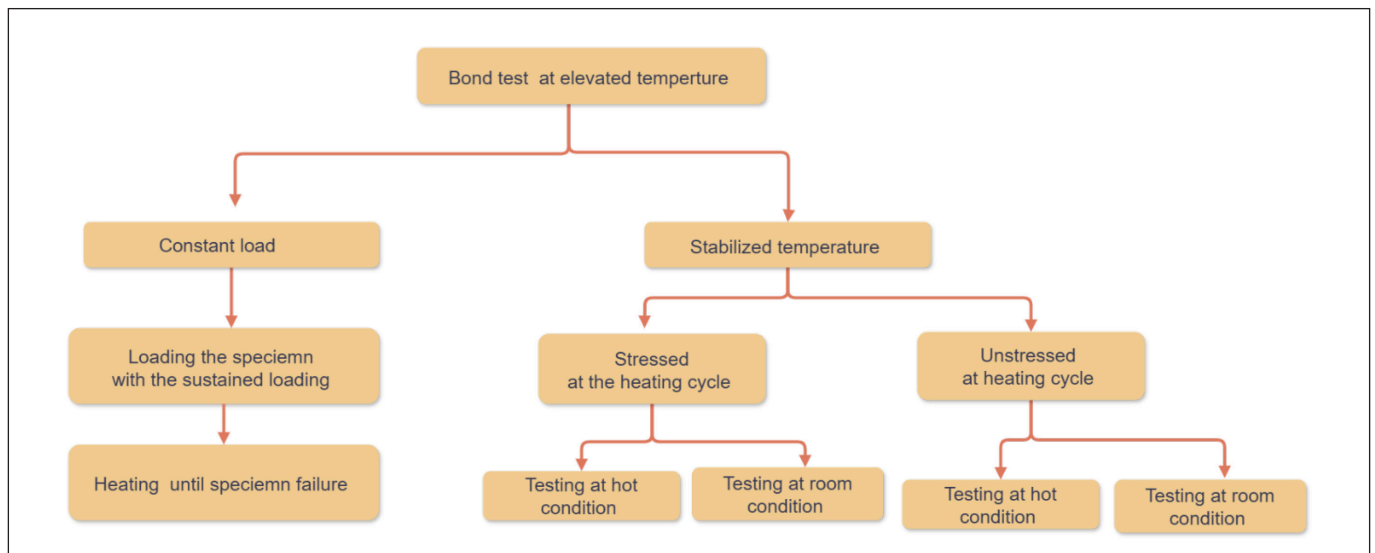 Bond test at elevated temperture
Constant load
Stabilized temperature
Loading the speciemn
with the sustained loading
Stressed
at the heating cycle
Unstressed
at heating cycle
Heating until speciemn failure
Testing at hot
condition
Testing at room
condition
Testing at hot
condition
Testing at room
condition